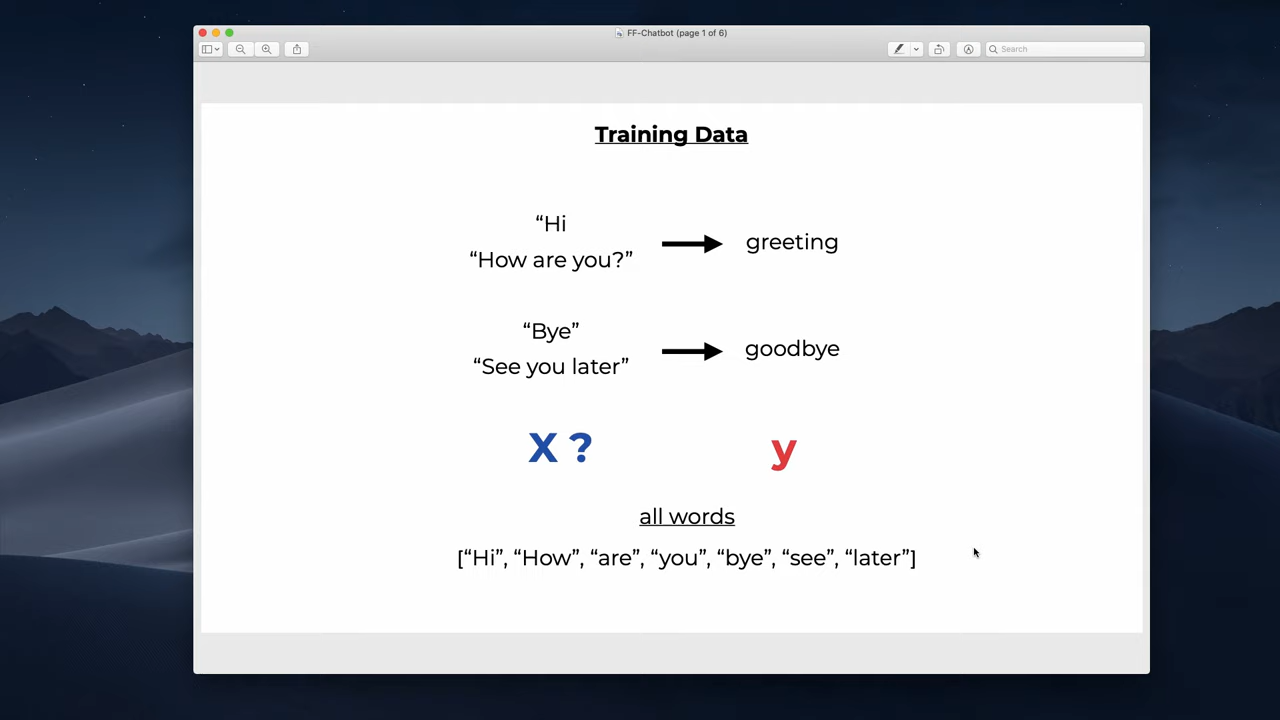 FF-Chatbot (page 1 of 6)
Search
Training Data
“Hi
“How are you?”
greeting
“Bye”
“See you later”
goodbye
X ?
y
all words
[“Hi”, “How”, “are”, “you”, “bye”, “see”, “later”]